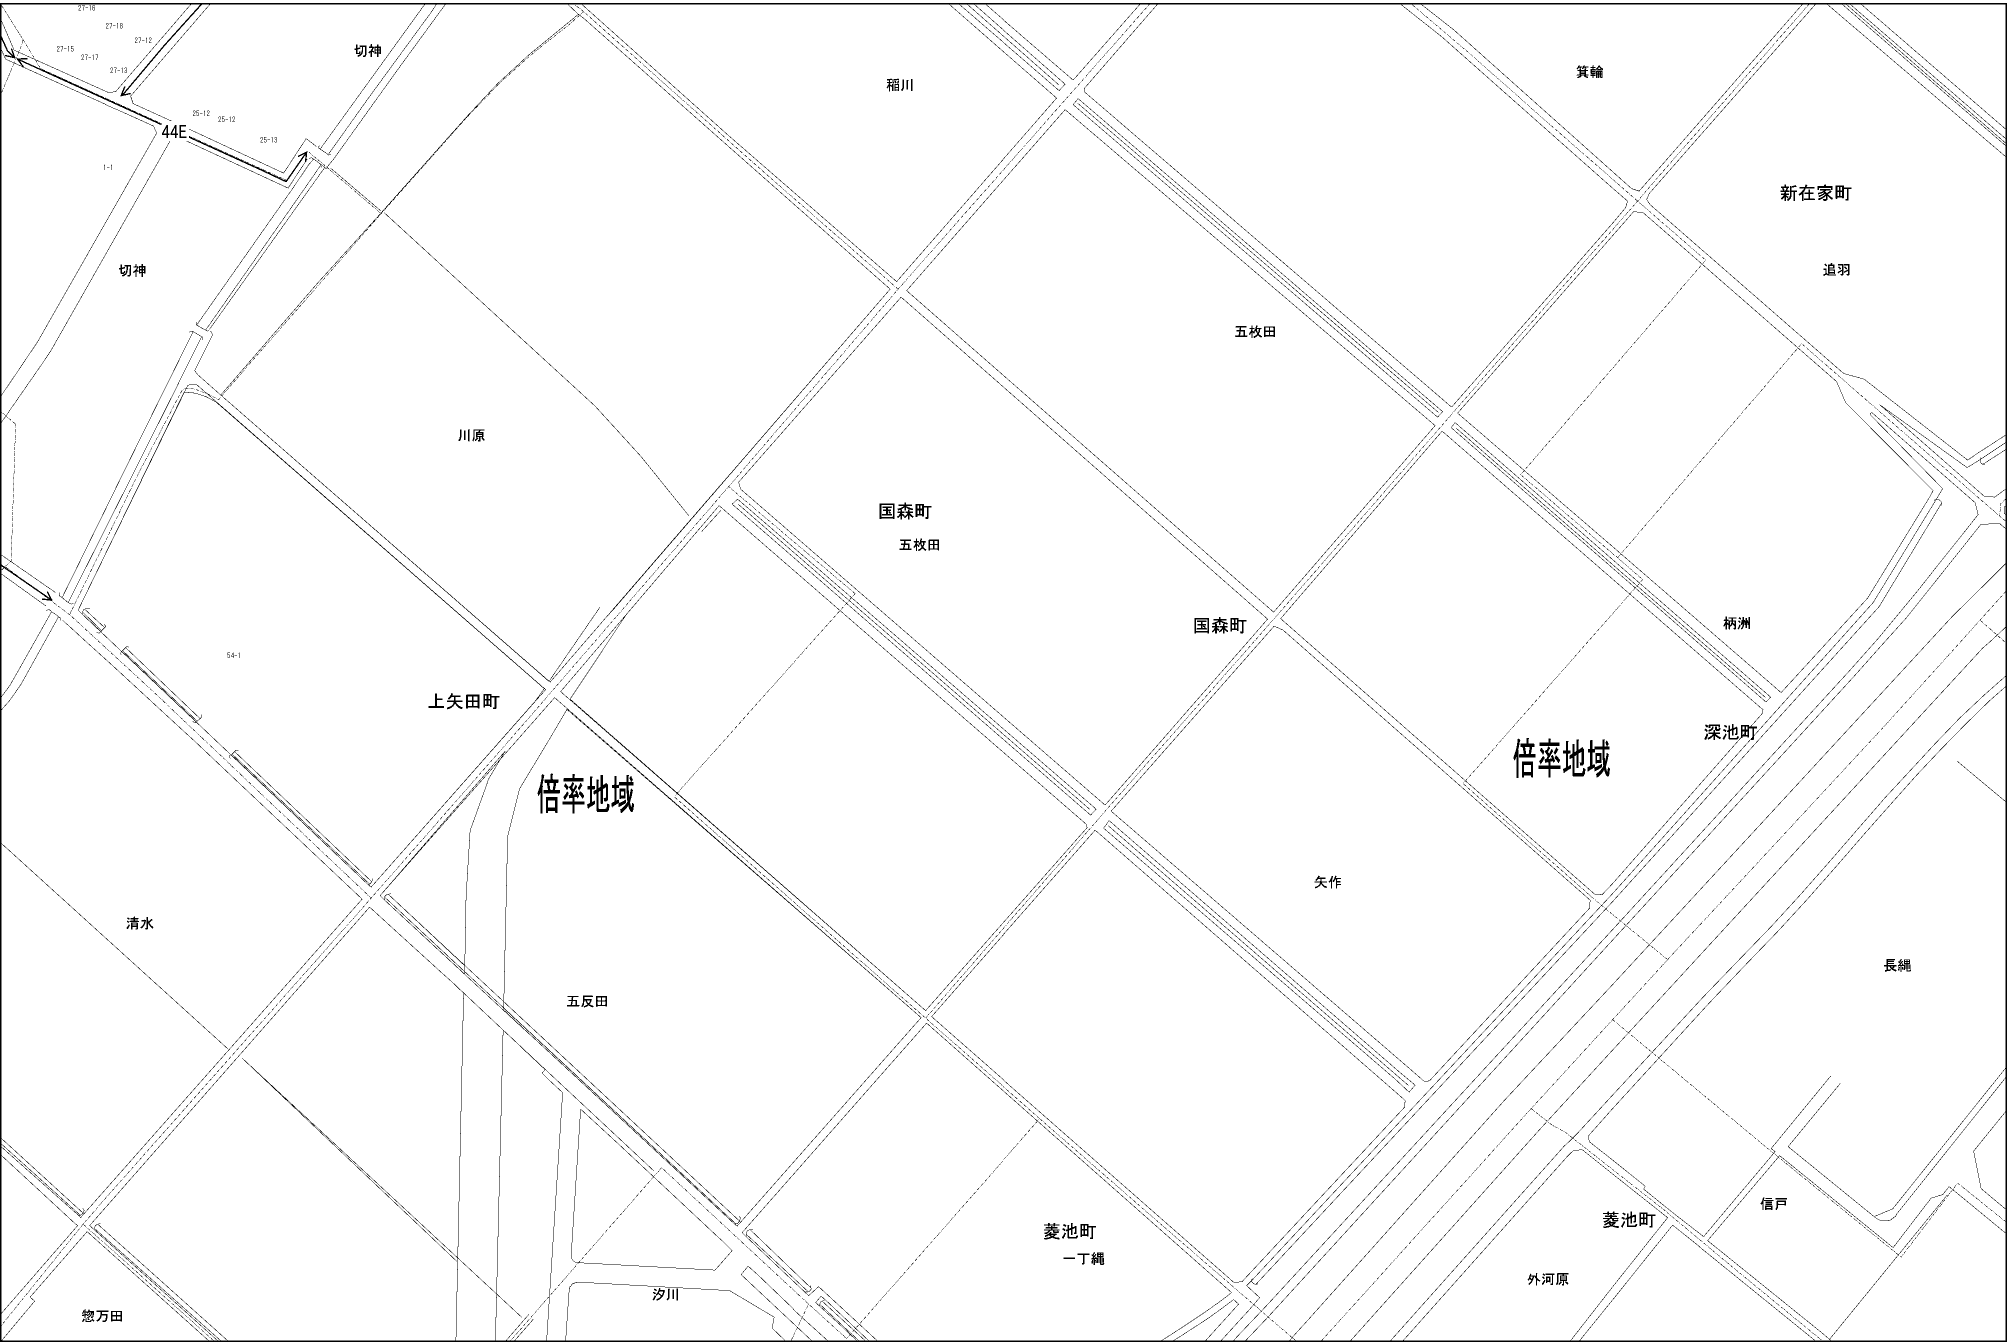 27-16
27-18
27-12
27-15
27-17
27-13
切神
稲川
箕輪
25-12
25-12
44E
25-13
1-1
新在家町
切神
追羽
五枚田
川原
国森町
五枚田
国森町
柄洲
54-1
上矢田町
深池町
倍率地域
倍率地域
矢作
清水
長縄
五反田
信戸
菱池町
菱池町
一丁縄
外河原
汐川
惣万田